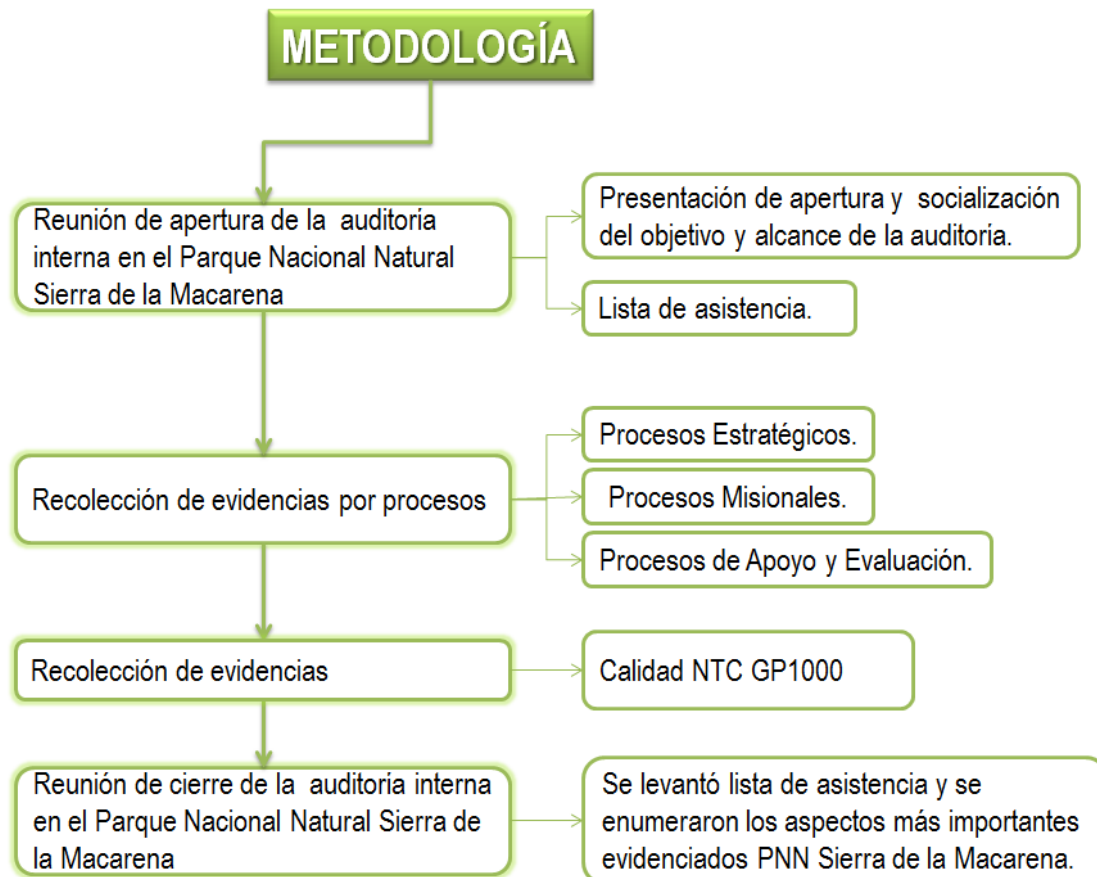 METODOLOGÍA
Reunión de apertura de la auditoría
interna en el Parque Nacional Natural
Sierra de la Macarena
Presentación de apertura y socialización
del objetivo y alcance de la auditoría.
Lista de asistencia.
Recolección de evidencias por procesos
Procesos Estratégicos.
Procesos Misionales.
Procesos de Apoyo y Evaluación.
Recolección de evidencias
Calidad NTC GP1000
Reunión de cierre de la auditoría interna
en el Parque Nacional Natural Sierra de
la Macarena
Se levantó lista de asistencia y se
enumeraron los aspectos más importantes
evidenciados PNN Sierra de la Macarena.